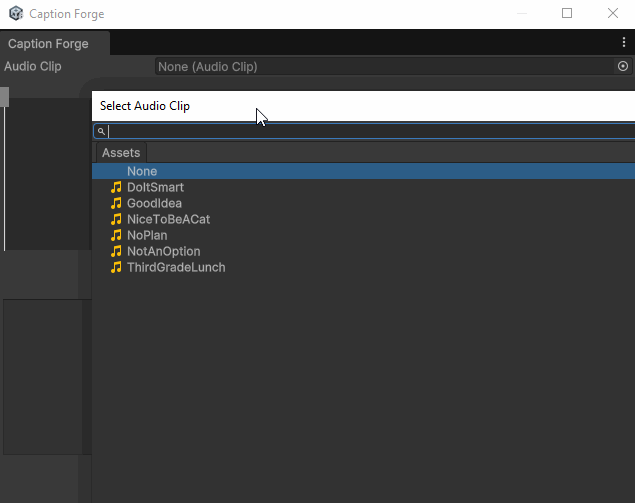 Caption Forge
Caption Forge
Audio Clip None (Audio Clip)
Select Audio Clip
Assets
None
DoItSmart
GoodIdea
NiceToBeACat
NoPlan
NotAnOption
ThirdGradeLunch